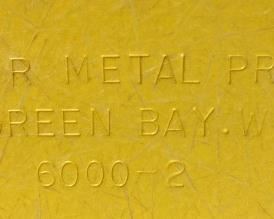 R METAL PR
REEN BAY. W
6000-2